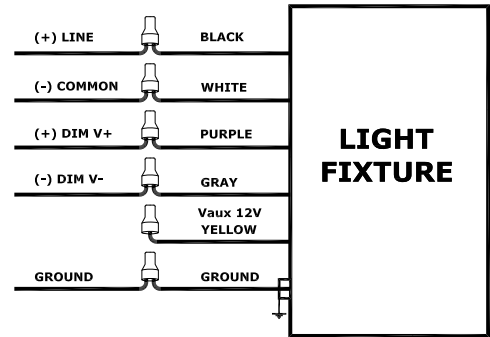 (+) LINE
BLACK
(-) COMMON
WHITE
(+) DIM V+
PURPLE
(-) DIM V-
GRAY
Vaux 12V
YELLOW
GROUND
GROUND
LIGHT
FIXTURE